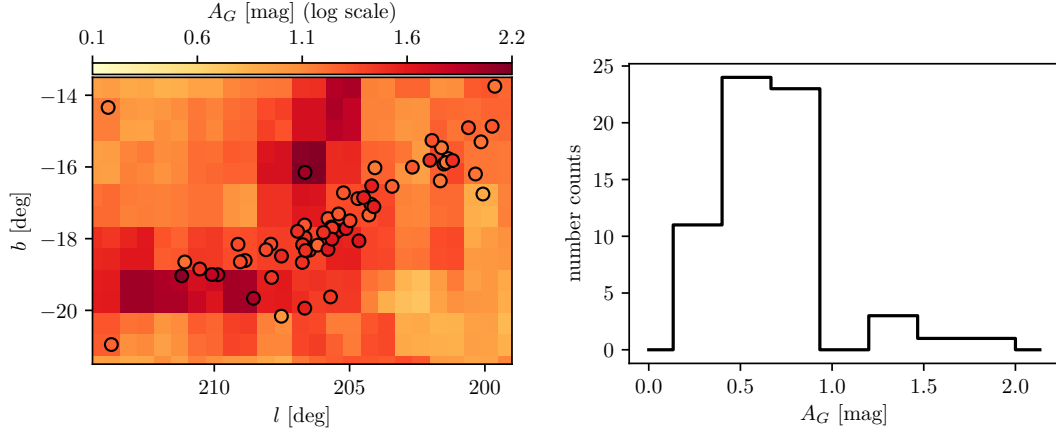 A_G [mag] (log scale)
0.1 0.6 1.1 1.6 2.2
−14
−16
−18
−20
b [deg]
210 205 200
l [deg]
25
20
15
10
5
0
number counts
0.0 0.5 1.0 1.5 2.0
A_G [mag]